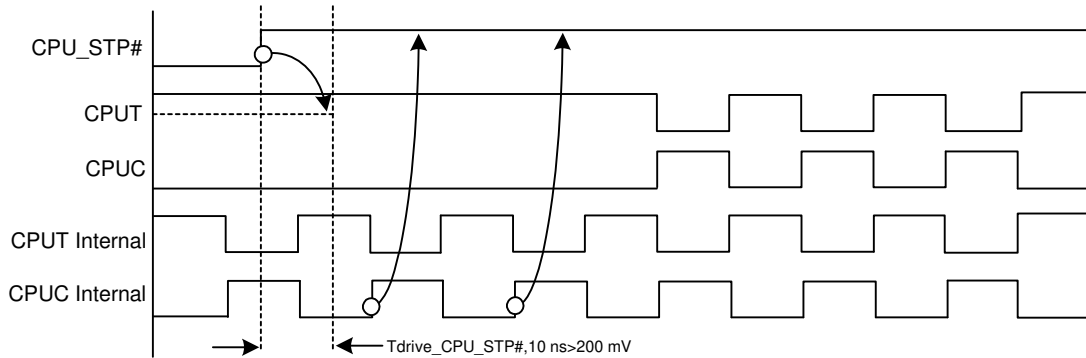 CPU_STP#
CPUT
CPUC
CPUT Internal
CPUC Internal
Tdrive_CPU_STP#,10 ns>200 mV